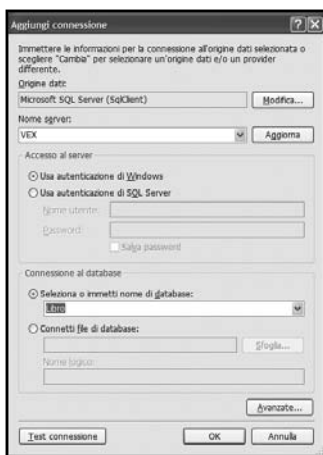 Aggiungi connessione
Immettere le informazioni per la connessione all'origine dati selezionata o
scegliere "Cambia" per selezionare un'origine dati e/o un provider
differente.
Origine dati:
Microsoft SQL Server (SqlClient)
Modifica...
Nome server:
VEX
Aggiorna
Accesso al server
Usa autenticazione di Windows
Usa autenticazione di SQL Server
Nome utente:
Password:
Salva password
Connessione al database
Seleziona o immetti nome di database:
Libro
Connetti file di database:
Sfoglia...
Nome logico:
Avanzate...
Test connessione
OK
Annulla